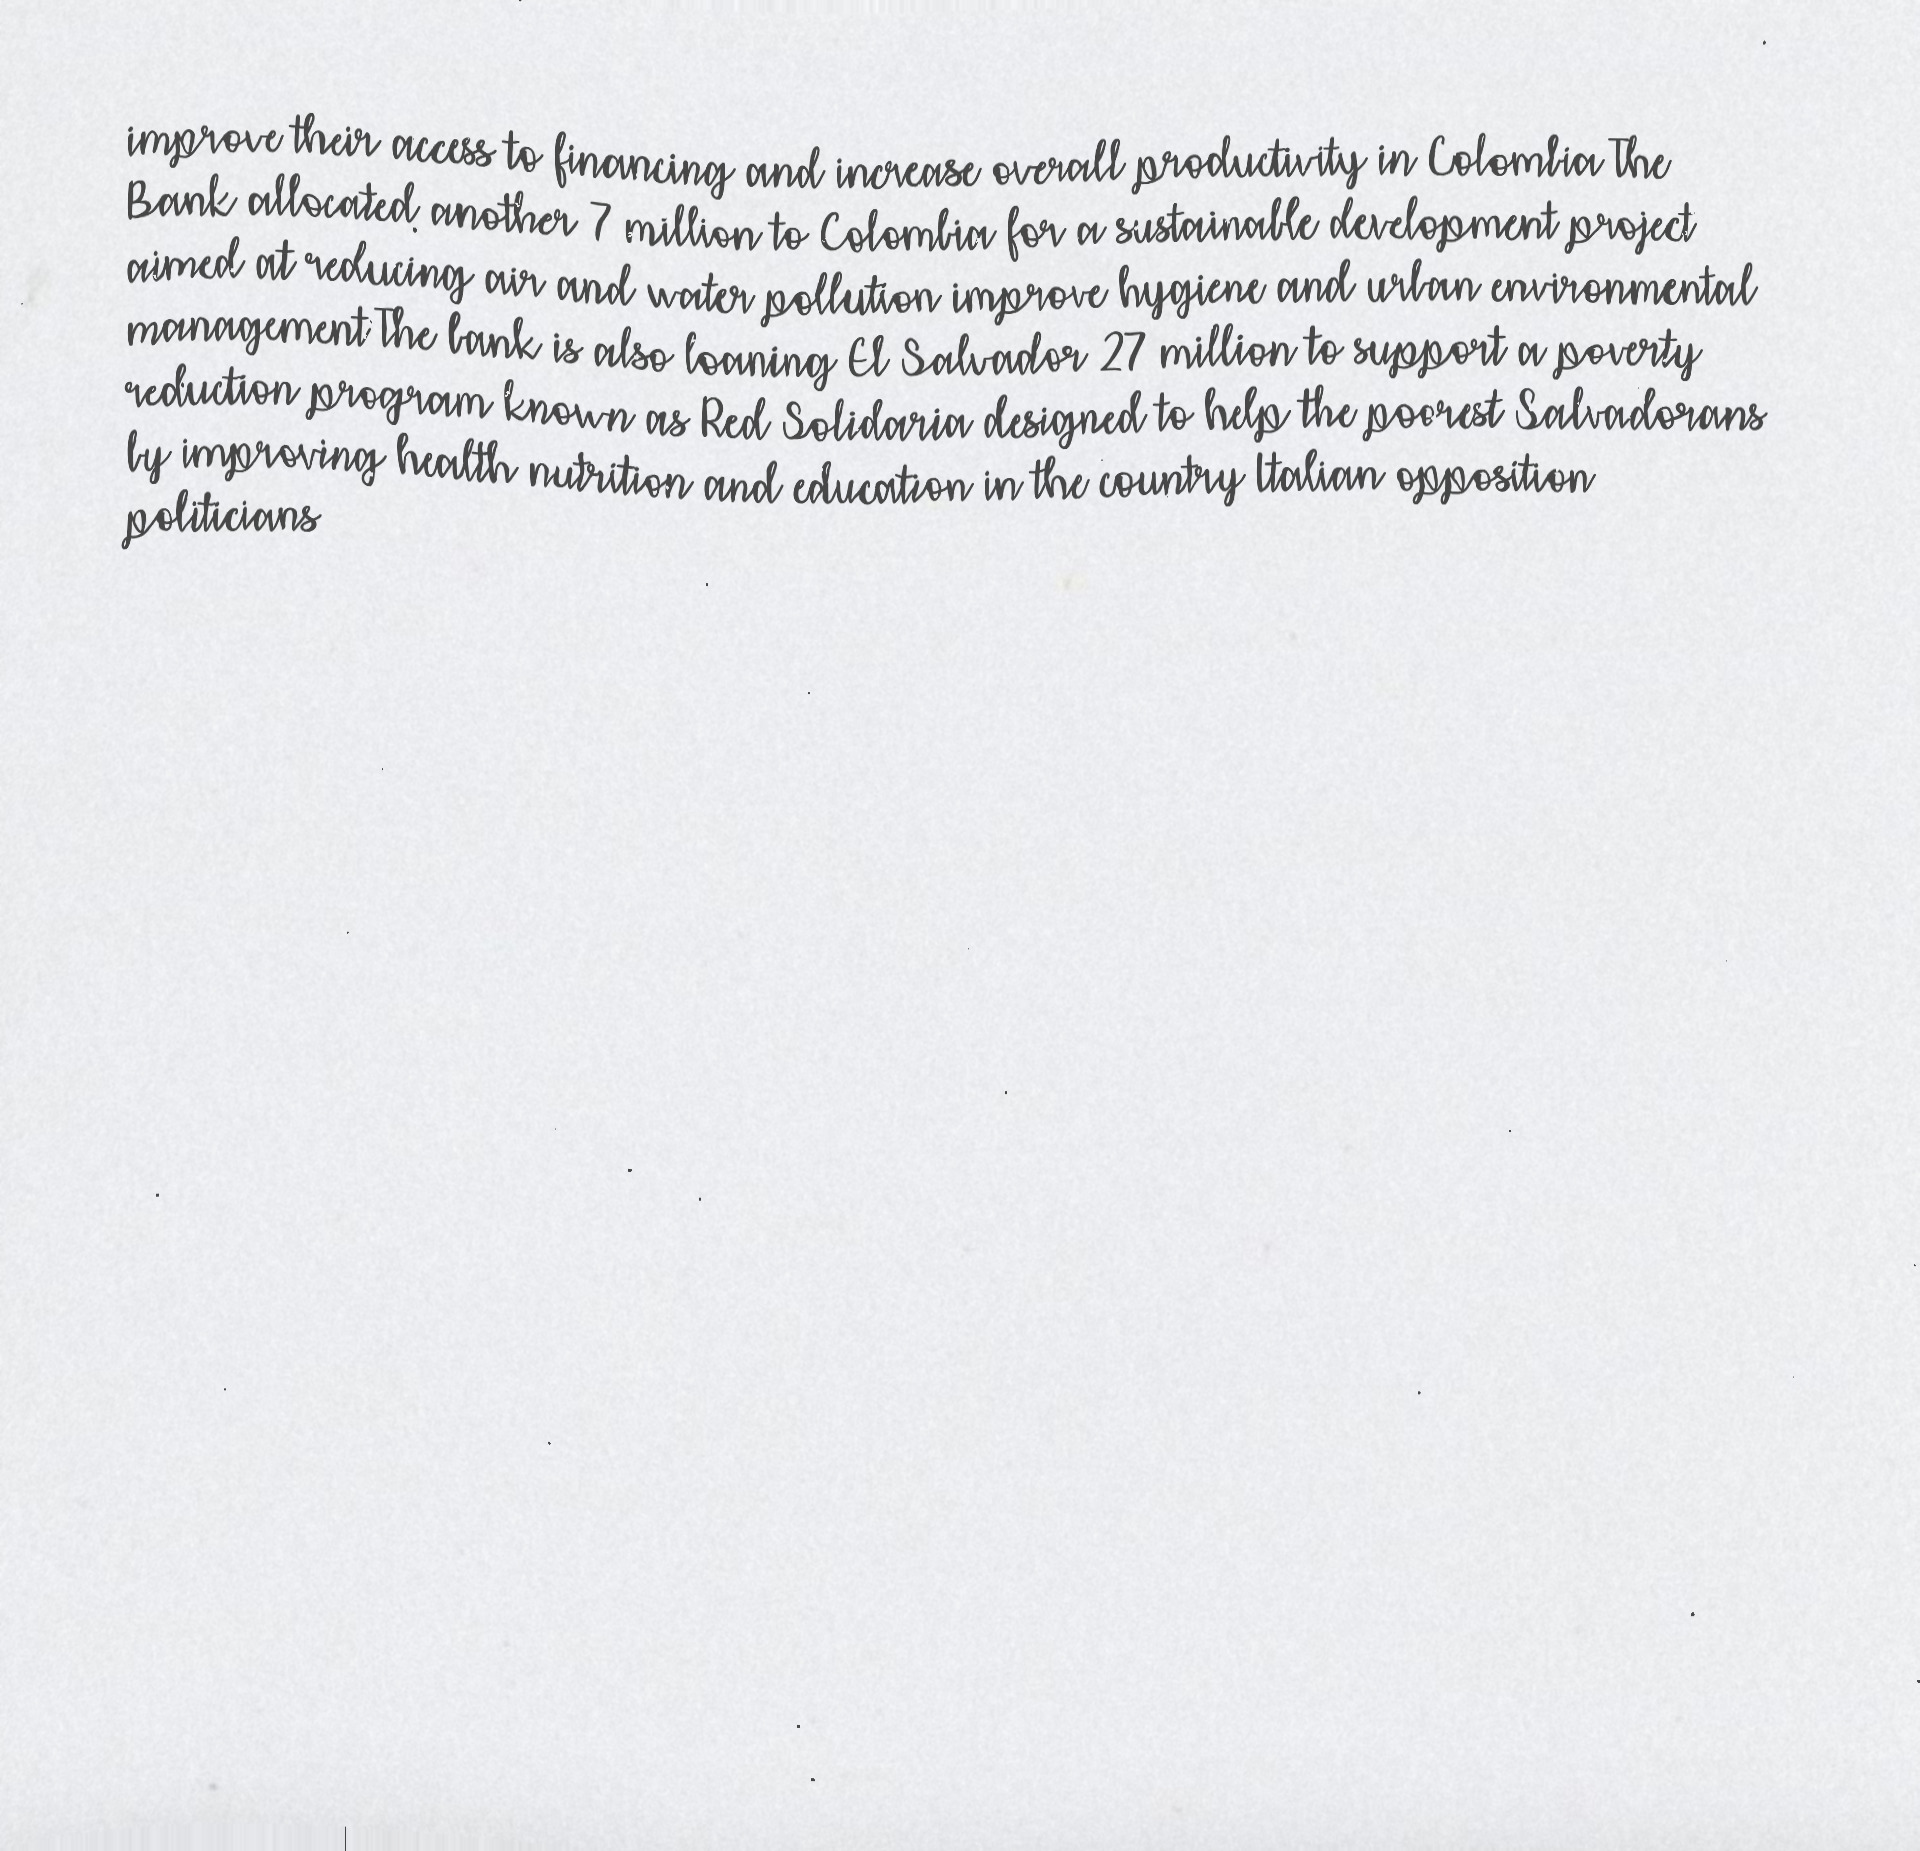 improve their access to financing and increase overall productivity in Colombia The
Bank allocated another 7 million to Colombia for a sustainable development project
aimed at reducing air and water pollution improve hygiene and urban environmental
management The bank is also loaning El Salvador 27 million to support a poverty
reduction program known as Red Solidaria designed to help the poorest Salvadorans
by improving health nutrition and education in the country Italian opposition
politicians